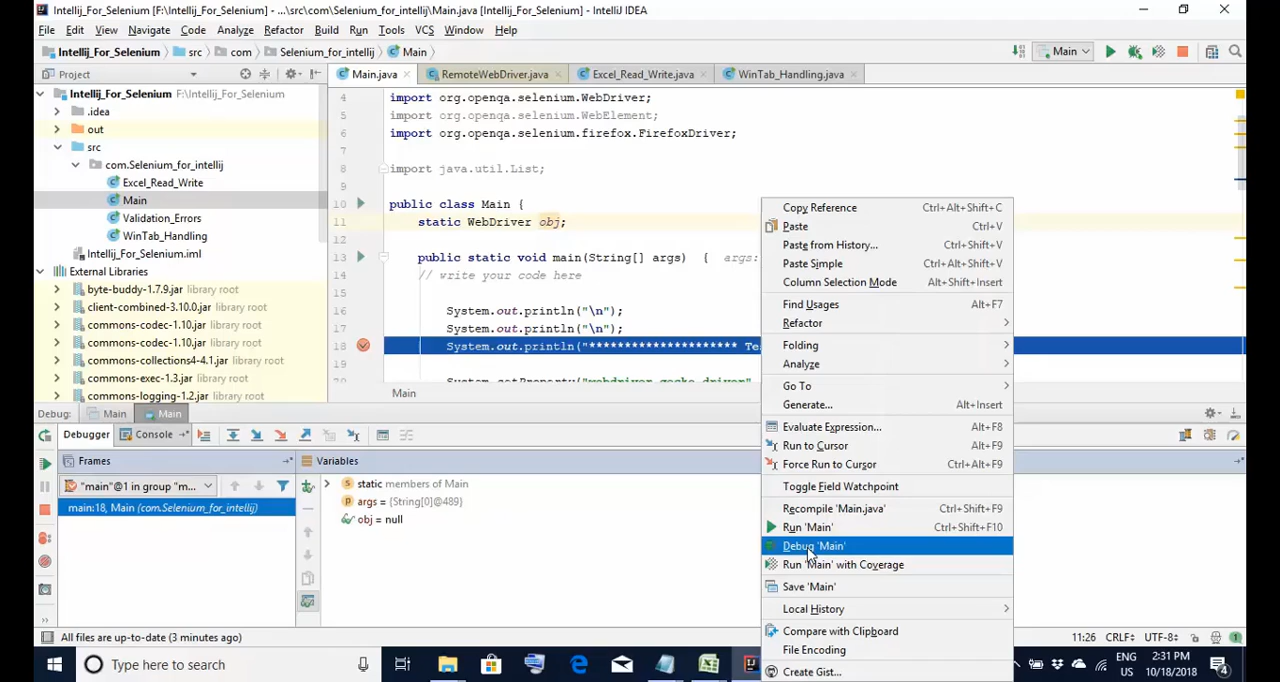 Intellij_For_Selenium [F:\Intellij_For_Selenium] - ...\src\com\Selenium_for_intellij\Main.java [Intellij_For_Selenium] - IntelliJ IDEA
File Edit View Navigate Code Analyze Refactor Build Run Tools VCS Window Help
Intellij_For_Selenium src com Selenium_for_intellij Main Main
Project Main.java RemoteWebDriver.java Excel_Read_Write.java WinTab_Handling.java
Intellij_For_Selenium F:\Intellij_For_Selenium
.idea
out
src
com.Selenium_for_intellij
Excel_Read_Write
Main
Validation_Errors
WinTab_Handling
Intellij_For_Selenium.iml
External Libraries
byte-buddy-1.7.9.jar library root
client-combined-3.10.0.jar library root
commons-codec-1.10.jar library root
commons-codec-1.10.jar library root
commons-collections4-4.1.jar library root
commons-exec-1.3.jar library root
commons-logging-1.2.jar library root
4 import org.openqa.selenium.WebDriver;
5 import org.openqa.selenium.WebElement;
6 import org.openqa.selenium.firefox.FirefoxDriver;
7
8 import java.util.List;
9
10 public class Main {
11 static WebDriver obj;
12
13 public static void main(String[] args) { args:
14 // write your code here
15
16 System.out.println("\n");
17 System.out.println("\n");
18 System.out.println("********************* Te
19
20 System.setProperty("webdriver.gecko.driver"
Main
Copy Reference Ctrl+Alt+Shift+C
Paste Ctrl+V
Paste from History... Ctrl+Shift+V
Paste Simple Ctrl+Alt+Shift+V
Column Selection Mode Alt+Shift+Insert
Find Usages Alt+F7
Refactor
Folding
Analyze
Go To
Generate... Alt+Insert
Evaluate Expression... Alt+F8
Run to Cursor Alt+F9
Force Run to Cursor Ctrl+Alt+F9
Toggle Field Watchpoint
Recompile 'Main.java' Ctrl+Shift+F9
Run 'Main' Ctrl+Shift+F10
Debug 'Main'
Run 'Main' with Coverage
Save 'Main'
Local History
Compare with Clipboard
File Encoding
Create Gist...
Debug: Main Main
Debugger Console
Frames Variables
"main"@1 in group "m...
main:18, Main (com.Selenium_for_intellij)
static members of Main
args = {String[0]@489}
obj = null
All files are up-to-date (3 minutes ago) 11:26 CRLF UTF-8 1
Type here to search
ENG 2:31 PM
US 10/18/2018